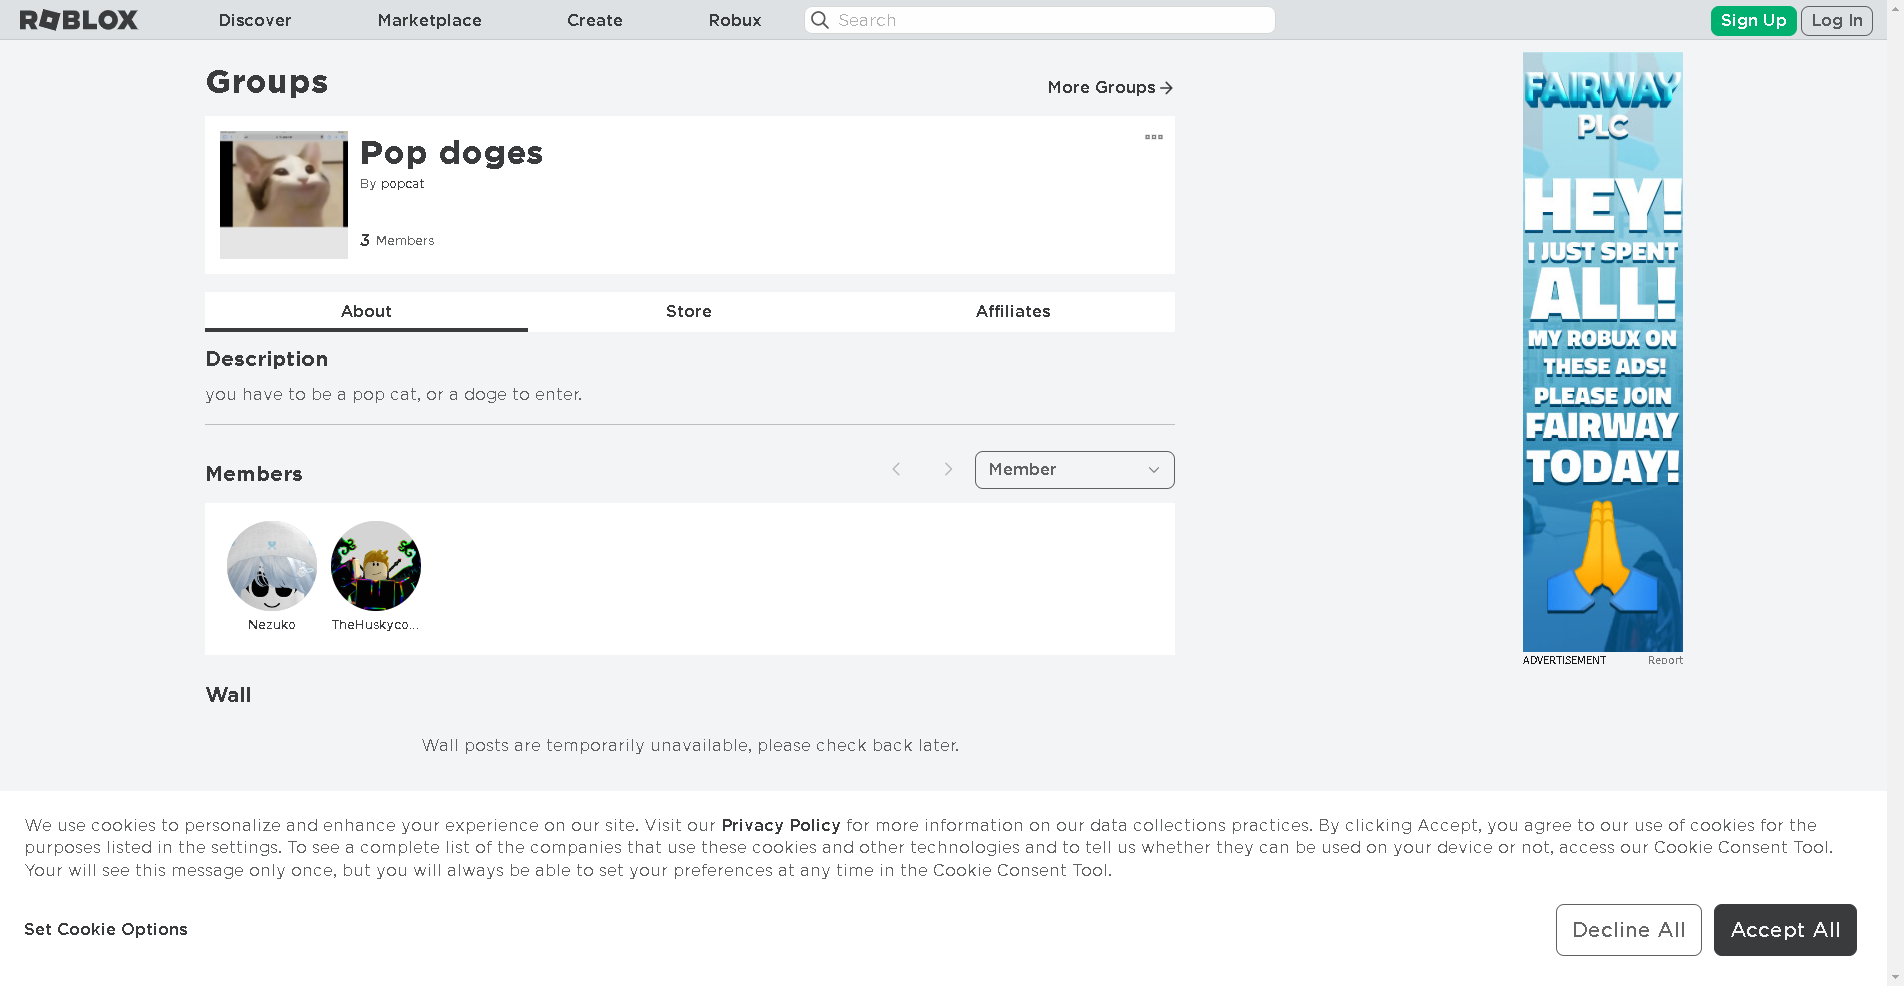 ROBLOX
Discover
Marketplace
Create
Robux
Search
Sign Up
Log In
Groups
More Groups
Pop doges
By popcat
3 Members
About
Store
Affiliates
Description
you have to be a pop cat, or a doge to enter.
Members
Member
Nezuko
TheHuskyco...
Wall
Wall posts are temporarily unavailable, please check back later.
FAIRWAY
PLC
HEY!
I JUST SPENT
ALL!
MY ROBUX ON
THESE ADS!
PLEASE JOIN
FAIRWAY
TODAY!
ADVERTISEMENT
Report
We use cookies to personalize and enhance your experience on our site. Visit our Privacy Policy for more information on our data collections practices. By clicking Accept, you agree to our use of cookies for the
purposes listed in the settings. To see a complete list of the companies that use these cookies and other technologies and to tell us whether they can be used on your device or not, access our Cookie Consent Tool.
Your will see this message only once, but you will always be able to set your preferences at any time in the Cookie Consent Tool.
Set Cookie Options
Decline All
Accept All